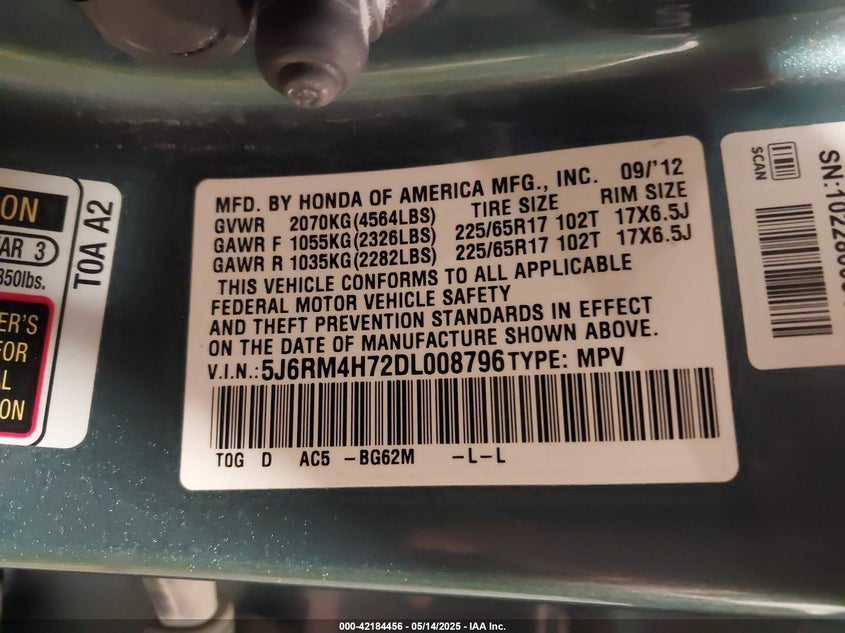 ON
AR 3
350lbs.
ER'S
FOR
L
ON
TOA A2
MFD. BY HONDA OF AMERICA MFG., INC. 09/'12
GVWR 2070KG(4564LBS) TIRE SIZE RIM SIZE
GAWR F 1055KG(2326LBS) 225/65R17 102T 17X6.5J
GAWR R 1035KG(2282LBS) 225/65R17 102T 17X6.5J
THIS VEHICLE CONFORMS TO ALL APPLICABLE
FEDERAL MOTOR VEHICLE SAFETY
AND THEFT PREVENTION STANDARDS IN EFFECT
ON THE DATE OF MANUFACTURE SHOWN ABOVE.
V.I.N.:5J6RM4H72DL008796 TYPE: MPV
TOG D AC5 -BG62M -L-L
SCAN
000-42184456 - 05/14/2025 - IAA Inc.